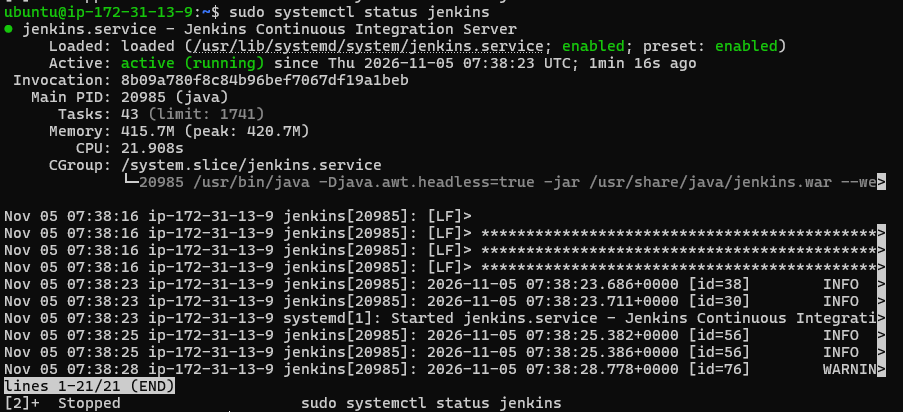 ubuntu@ip-172-31-13-9:~$ sudo systemctl status jenkins
● jenkins.service - Jenkins Continuous Integration Server
Loaded: loaded (/usr/lib/systemd/system/jenkins.service; enabled; preset: enabled)
Active: active (running) since Thu 2026-11-05 07:38:23 UTC; 1min 16s ago
Invocation: 8b09a780f8c84b96bef7067df19a1beb
Main PID: 20985 (java)
Tasks: 43 (limit: 1741)
Memory: 415.7M (peak: 420.7M)
CPU: 21.908s
CGroup: /system.slice/jenkins.service
└─20985 /usr/bin/java -Djava.awt.headless=true -jar /usr/share/java/jenkins.war --we>
Nov 05 07:38:16 ip-172-31-13-9 jenkins[20985]: [LF]>
Nov 05 07:38:16 ip-172-31-13-9 jenkins[20985]: [LF]> ********************************************>
Nov 05 07:38:16 ip-172-31-13-9 jenkins[20985]: [LF]> ********************************************>
Nov 05 07:38:16 ip-172-31-13-9 jenkins[20985]: [LF]> ********************************************>
Nov 05 07:38:23 ip-172-31-13-9 jenkins[20985]: 2026-11-05 07:38:23.686+0000 [id=38] INFO >
Nov 05 07:38:23 ip-172-31-13-9 jenkins[20985]: 2026-11-05 07:38:23.711+0000 [id=30] INFO >
Nov 05 07:38:23 ip-172-31-13-9 systemd[1]: Started jenkins.service - Jenkins Continuous Integrati>
Nov 05 07:38:25 ip-172-31-13-9 jenkins[20985]: 2026-11-05 07:38:25.382+0000 [id=56] INFO >
Nov 05 07:38:25 ip-172-31-13-9 jenkins[20985]: 2026-11-05 07:38:25.386+0000 [id=56] INFO >
Nov 05 07:38:28 ip-172-31-13-9 jenkins[20985]: 2026-11-05 07:38:28.778+0000 [id=76] WARNIN>
lines 1-21/21 (END)
[2]+ Stopped sudo systemctl status jenkins